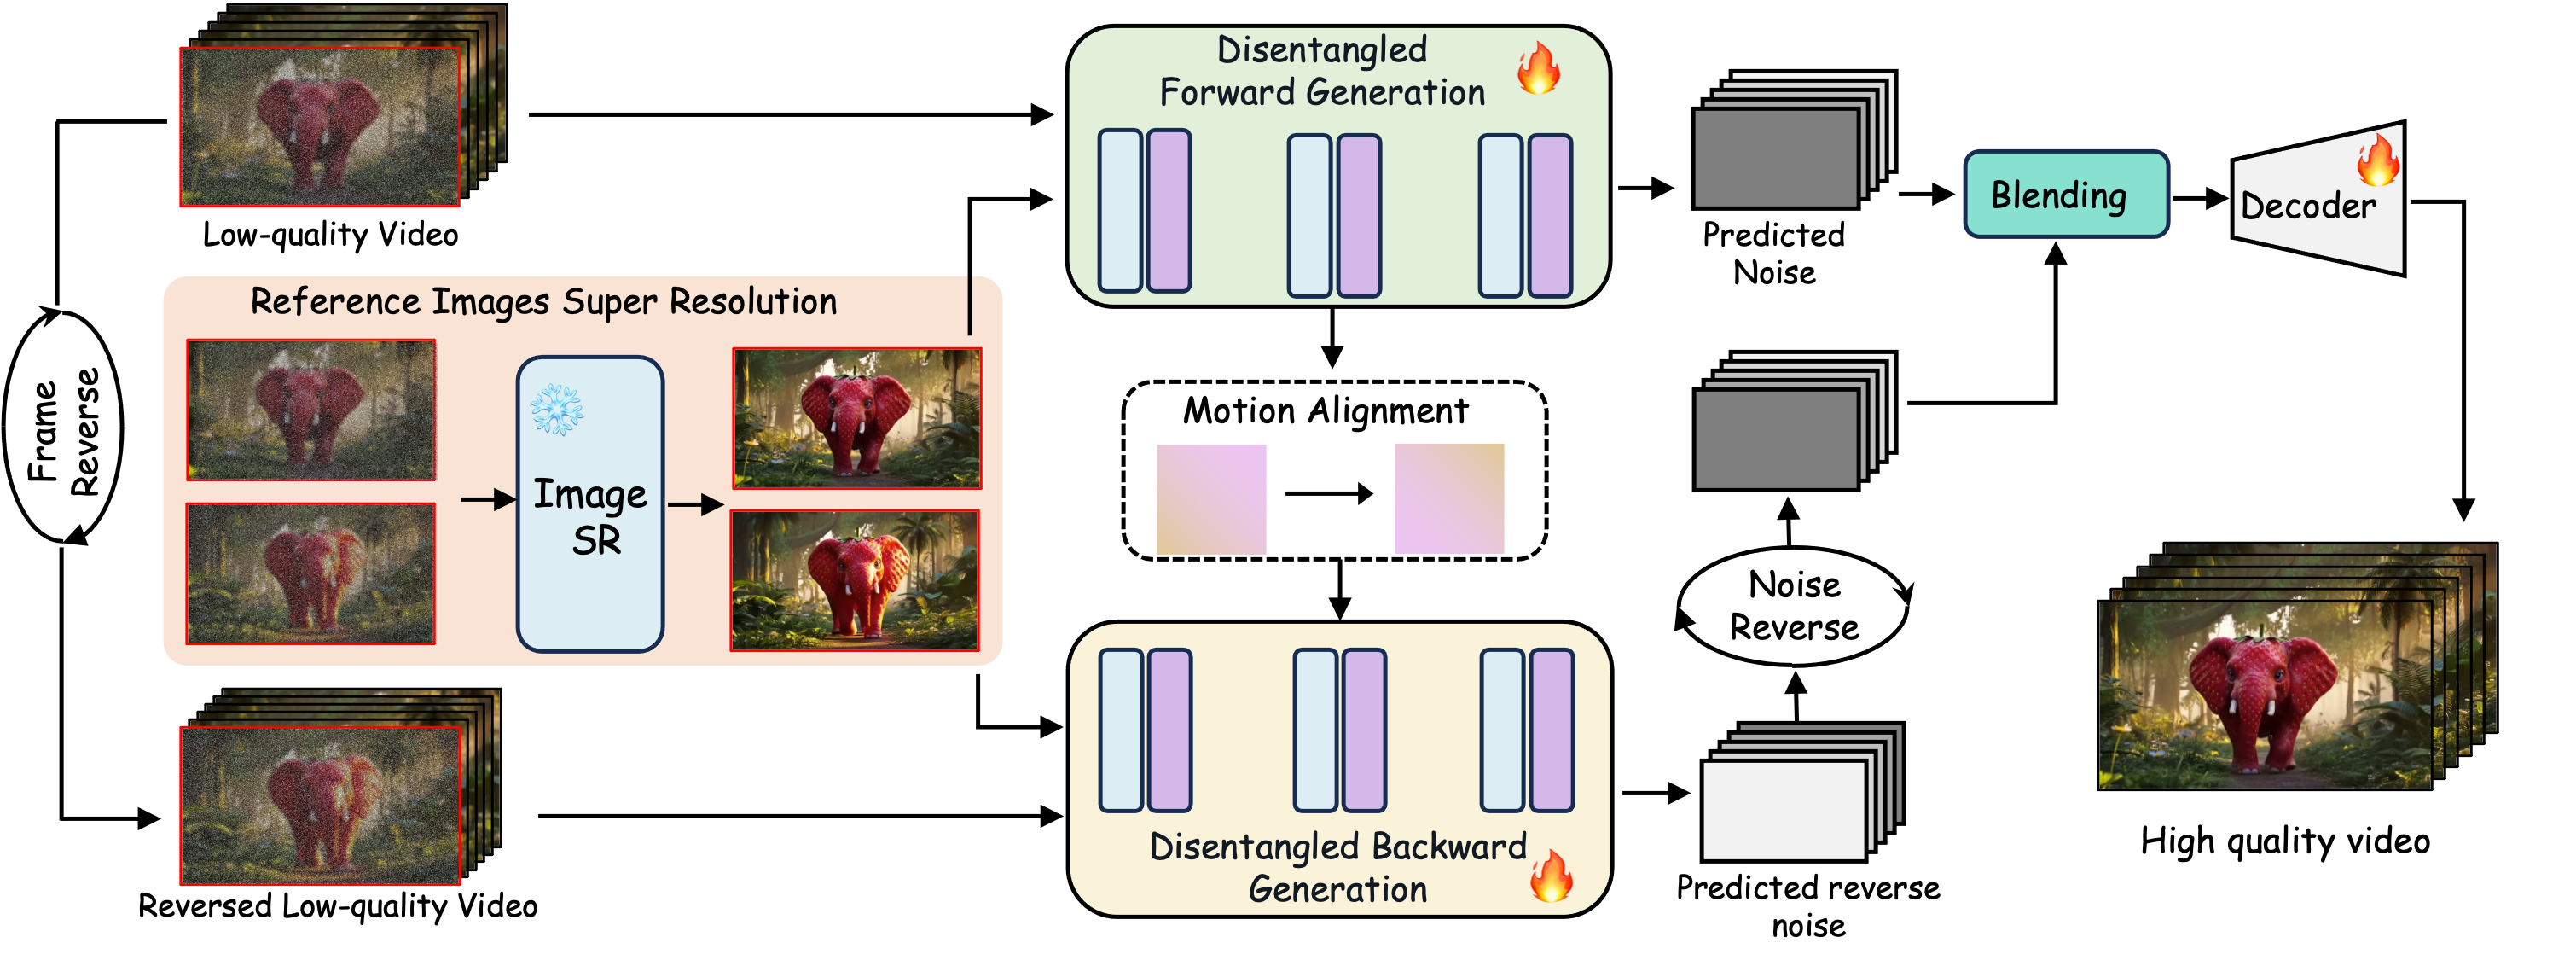 Low-quality Video
Frame
Reverse
Reference Images Super Resolution
Image
SR
Reversed Low-quality Video
Disentangled
Forward Generation
Motion Alignment
Disentangled Backward
Generation
Predicted
Noise
Noise
Reverse
Predicted reverse
noise
Blending
Decoder
High quality video